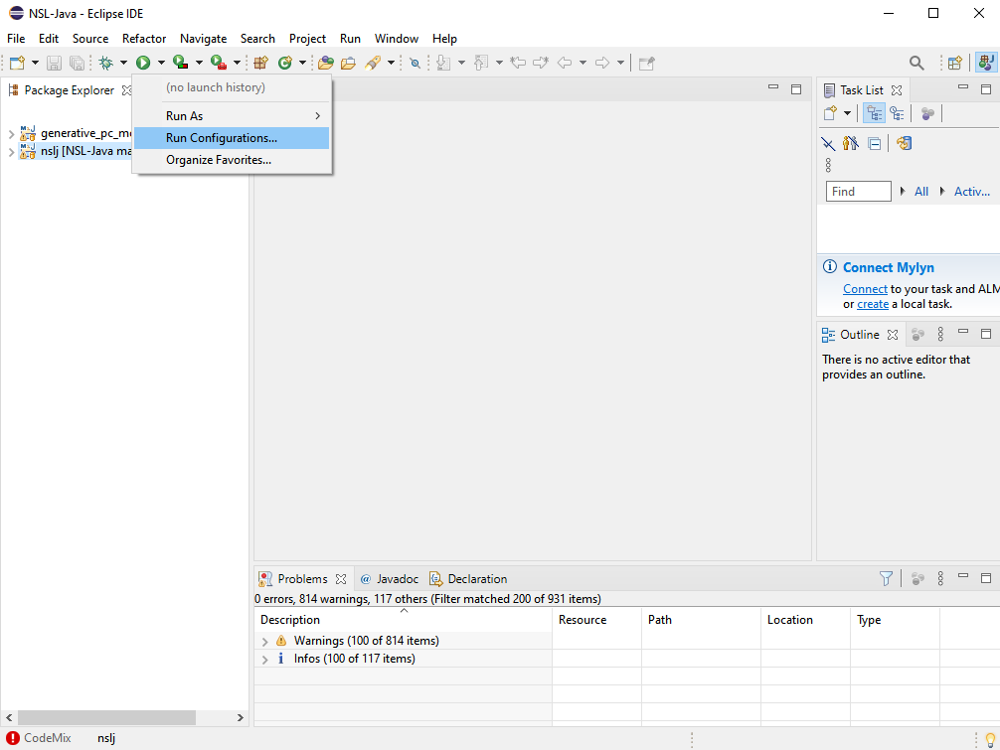 NSL-Java - Eclipse IDE
File Edit Source Refactor Navigate Search Project Run Window Help
Package Explorer
generative_pc_mo
nslj [NSL-Java ma
(no launch history)
Run As
Run Configurations...
Organize Favorites...
Task List
Find All Activ...
Connect Mylyn
Connect to your task and ALM
or create a local task.
Outline
There is no active editor that
provides an outline.
Problems @ Javadoc Declaration
0 errors, 814 warnings, 117 others (Filter matched 200 of 931 items)
Description Resource Path Location Type
Warnings (100 of 814 items)
Infos (100 of 117 items)
CodeMix nslj